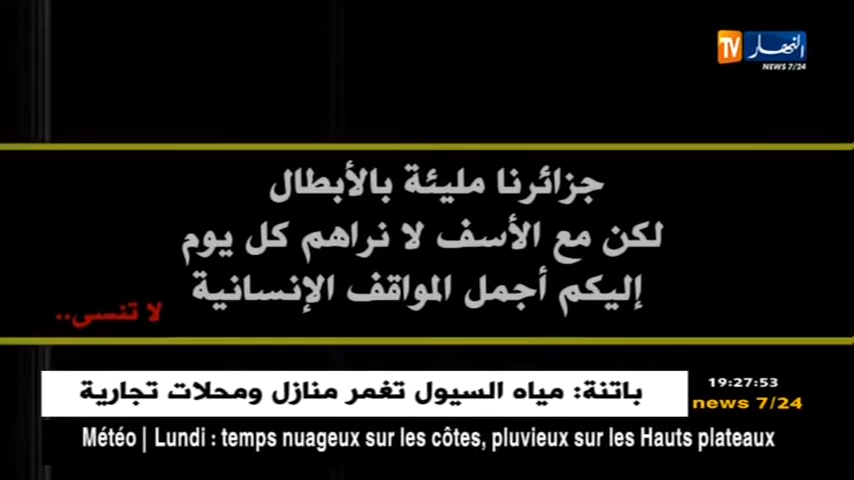 النهار TV
NEWS 7/24
جزائرنا مليئة بالأبطال
لكن مع الأسف لا نراهم كل يوم
إليكم أجمل المواقف الإنسانية
لا تنسى..
باتنة: مياه السيول تغمر منازل ومحلات تجارية
19:27:53
news 7/24
Météo | Lundi : temps nuageux sur les côtes, pluvieux sur les Hauts plateaux